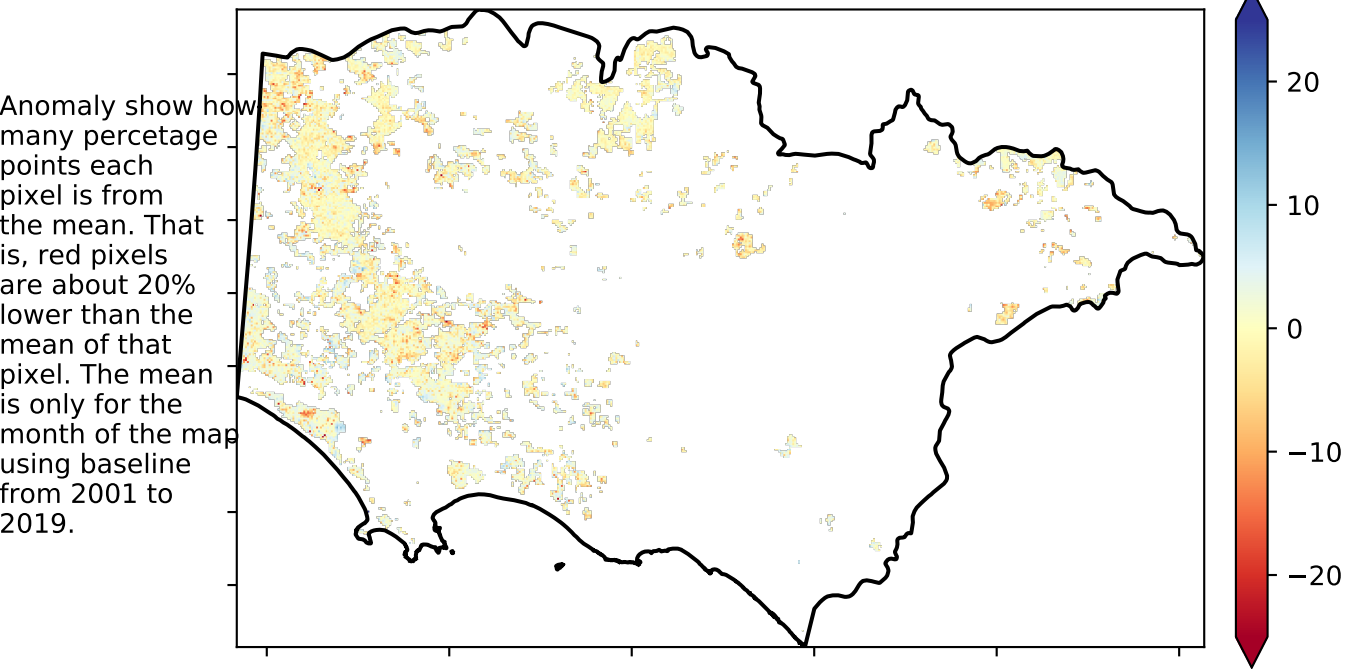 Anomaly show how
many percetage
points each
pixel is from
the mean. That
is, red pixels
are about 20%
lower than the
mean of that
pixel. The mean
is only for the
month of the map
using baseline
from 2001 to
2019.
20
10
0
−10
−20